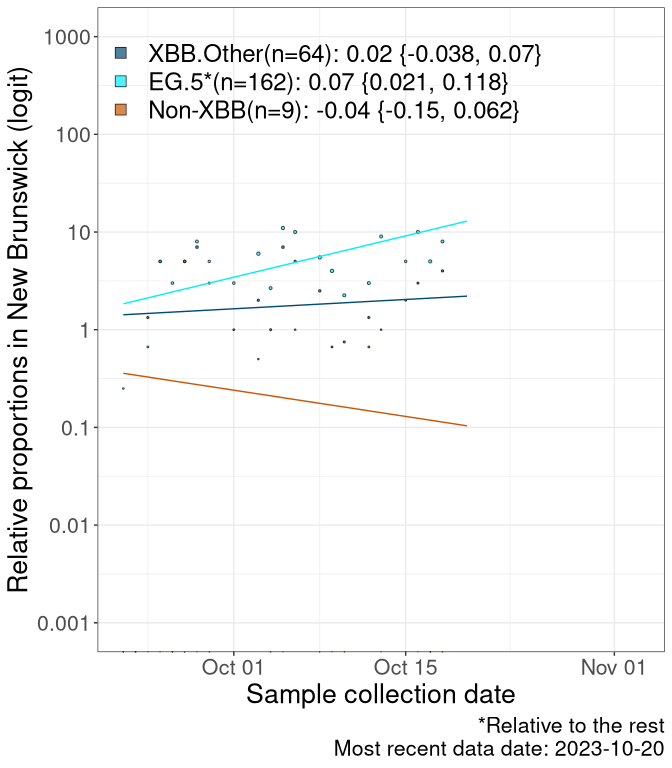 XBB.Other(n=64): 0.02 {-0.038, 0.07}
EG.5*(n=162): 0.07 {0.021, 0.118}
Non-XBB(n=9): -0.04 {-0.15, 0.062}
Relative proportions in New Brunswick (logit)
1000
100
10
1
0.1
0.01
0.001
Oct 01 Oct 15 Nov 01
Sample collection date
*Relative to the rest
Most recent data date: 2023-10-20